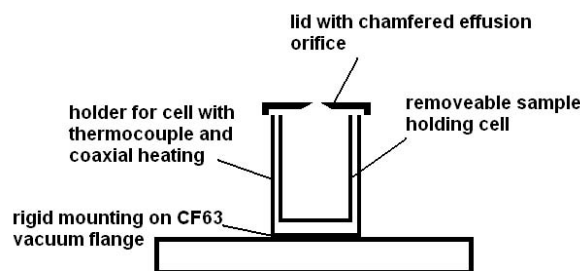 lid with chamfered effusion
orifice
holder for cell with
thermocouple and
coaxial heating
removeable sample
holding cell
rigid mounting on CF63
vacuum flange